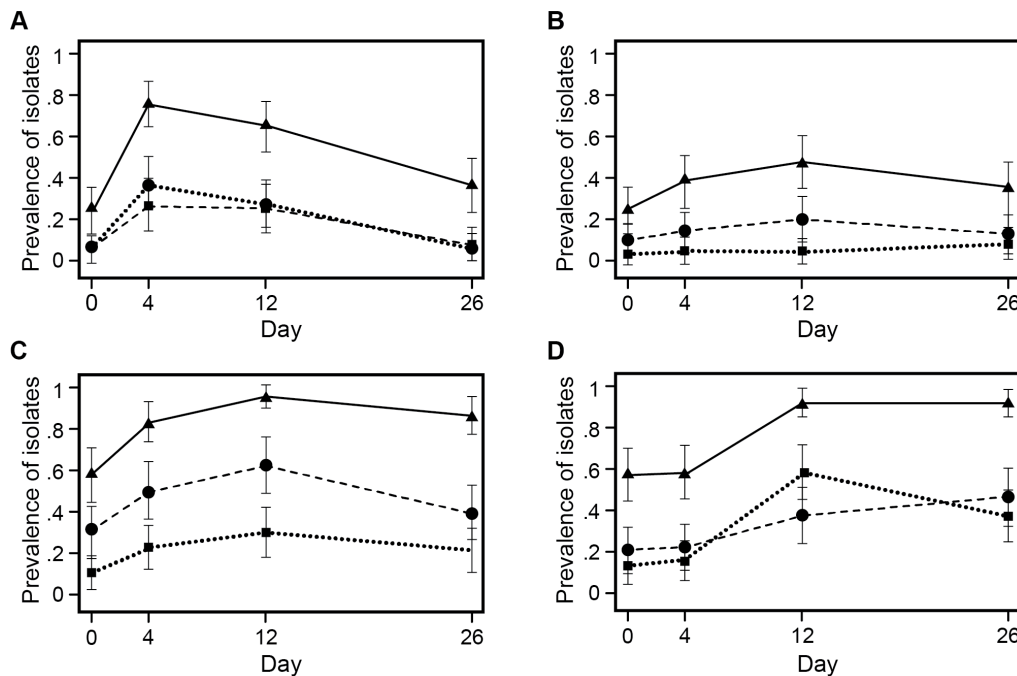 A
Prevalence of isolates
1
.8
.6
.4
.2
0
0 4 12 26
Day
B
Prevalence of isolates
1
.8
.6
.4
.2
0
0 4 12 26
Day
C
Prevalence of isolates
1
.8
.6
.4
.2
0
0 4 12 26
Day
D
Prevalence of isolates
1
.8
.6
.4
.2
0
0 4 12 26
Day